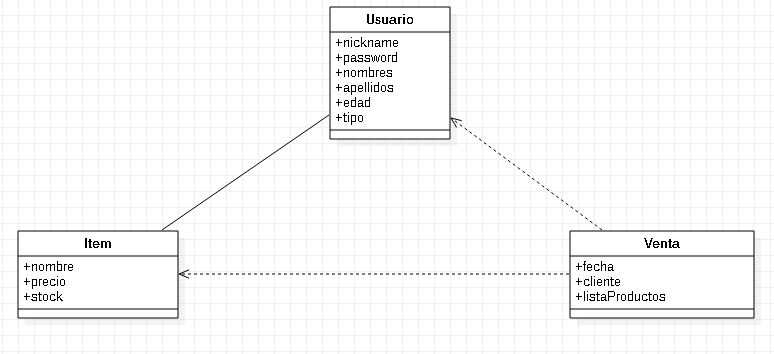 Usuario
+nickname
+password
+nombres
+apellidos
+edad
+tipo
Item
+nombre
+precio
+stock
Venta
+fecha
+cliente
+listaProductos